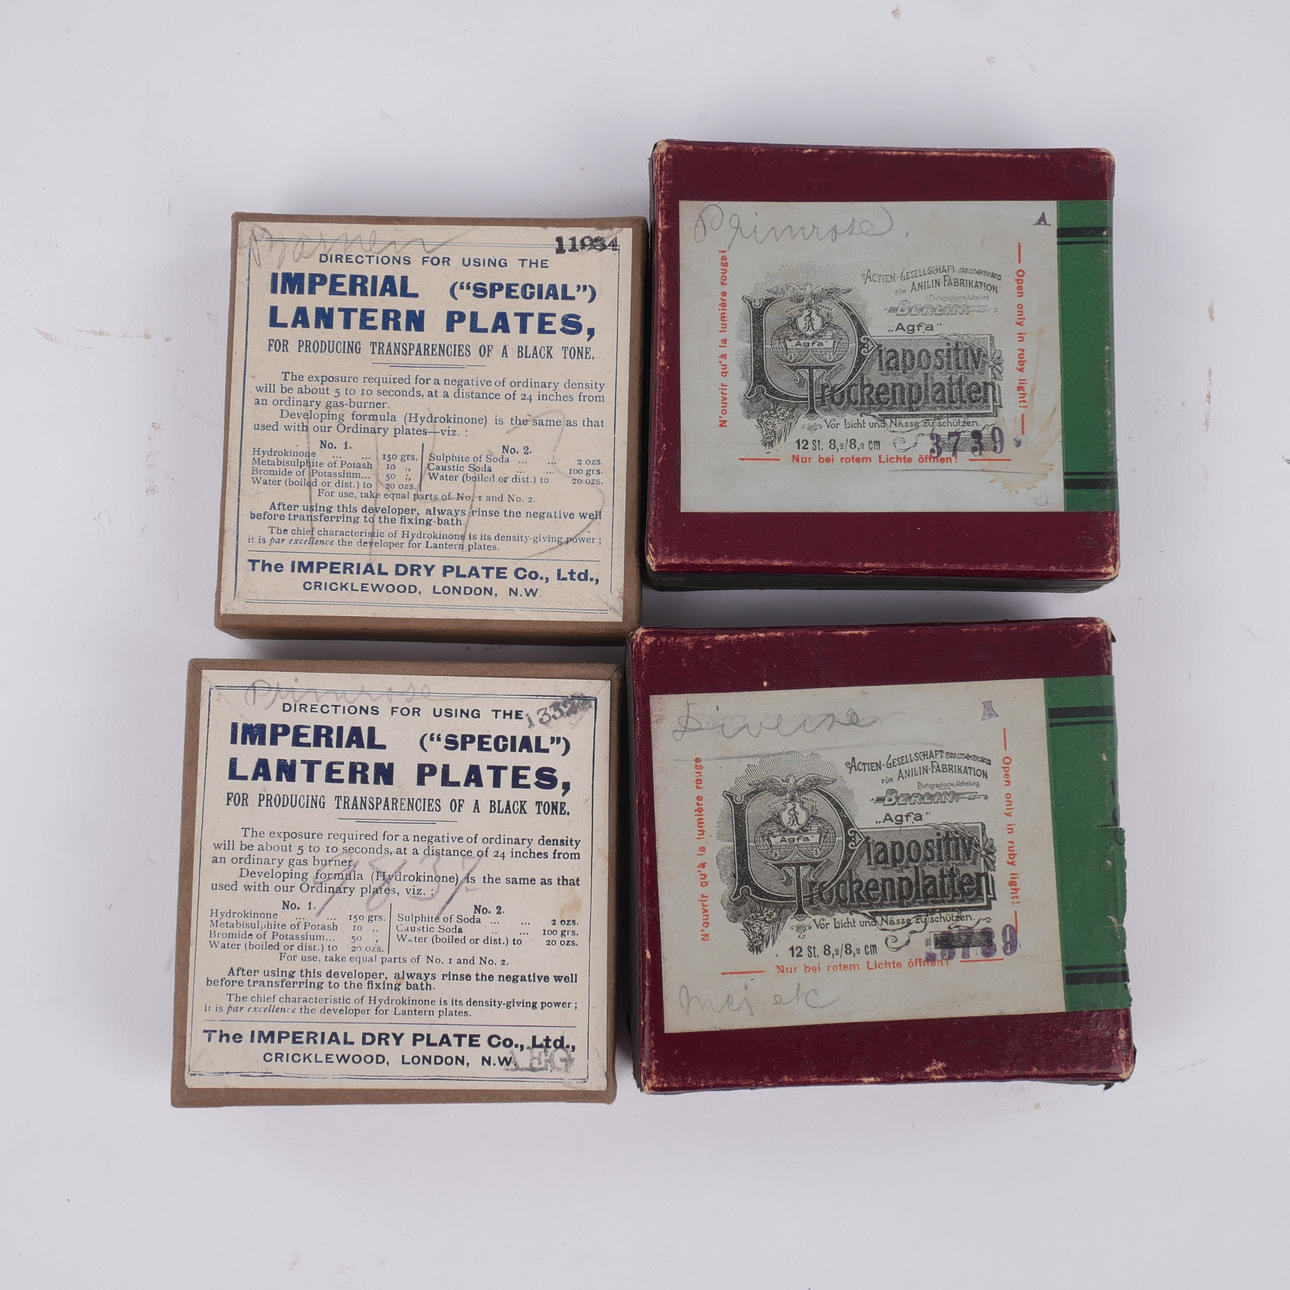 11934
DIRECTIONS FOR USING THE
IMPERIAL ("SPECIAL")
LANTERN PLATES,
FOR PRODUCING TRANSPARENCIES OF A BLACK TONE.
The exposure required for a negative of ordinary density
will be about 5 to 10 seconds, at a distance of 24 inches from
an ordinary gas-burner.
Developing formula (Hydrokinone) is the same as those
used with our Ordinary plates—viz. :
No. 1.
Hydrokinone ... ... 150 grs.
Metabisulphite of Potash 10 „
Bromide of Potassium... 50 „
Water (boiled or dist.) to 20 ozs.
No. 2.
Sulphite of Soda ... ... 2 ozs.
Caustic Soda ... ... 100 grs.
Water (boiled or dist.) to 20 ozs.
For use, take equal parts of No. 1 and No. 2.
After using this developer, always rinse the negative well
before transferring to the fixing-bath.
The chief characteristic of Hydrokinone is its density-giving power ;
it is par excellence the developer for Lantern plates.
The IMPERIAL DRY PLATE Co., Ltd.,
CRICKLEWOOD, LONDON, N.W.
Primrose.
A.
N'ouvrir qu'à la lumière rouge!
Open only in ruby light!
ACTIEN-GESELLSCHAFT
FÜR ANILIN-FABRIKATION
Photographische Abteilung
BERLIN
„Agfa"
Agfa
Diapositiv
Trockenplatten
Vor Licht und Nässe zu schützen.
12 St. 8,2/8,2 cm
3739
Nur bei rotem Lichte öffnen!
Primrose
DIRECTIONS FOR USING THE
IMPERIAL ("SPECIAL")
LANTERN PLATES,
FOR PRODUCING TRANSPARENCIES OF A BLACK TONE.
The exposure required for a negative of ordinary density
will be about 5 to 10 seconds, at a distance of 24 inches from
an ordinary gas burner.
Developing formula (Hydrokinone) is the same as that
used with our Ordinary plates, viz. :
No. 1.
Hydrokinone ... ... 150 grs.
Metabisulphite of Potash 10 „
Bromide of Potassium... 50 „
Water (boiled or dist.) to 20 ozs.
No. 2.
Sulphite of Soda ... ... 2 ozs.
Caustic Soda ... ... 100 grs.
Water (boiled or dist.) to 20 ozs.
For use, take equal parts of No. 1 and No. 2.
After using this developer, always rinse the negative well
before transferring to the fixing bath.
The chief characteristic of Hydrokinone is its density-giving power ;
it is par excellence the developer for Lantern plates.
The IMPERIAL DRY PLATE Co., Ltd.,
CRICKLEWOOD, LONDON, N.W.
Diverse
A
N'ouvrir qu'à la lumière rouge
Open only in ruby light!
ACTIEN-GESELLSCHAFT
FÜR ANILIN-FABRIKATION
Photographische Abteilung
BERLIN
„Agfa"
Agfa
Diapositiv
Trockenplatten
Vor Licht und Nässe zu schützen.
12 St. 8,2/8,2 cm
3739
Nur bei rotem Lichte öffnen!